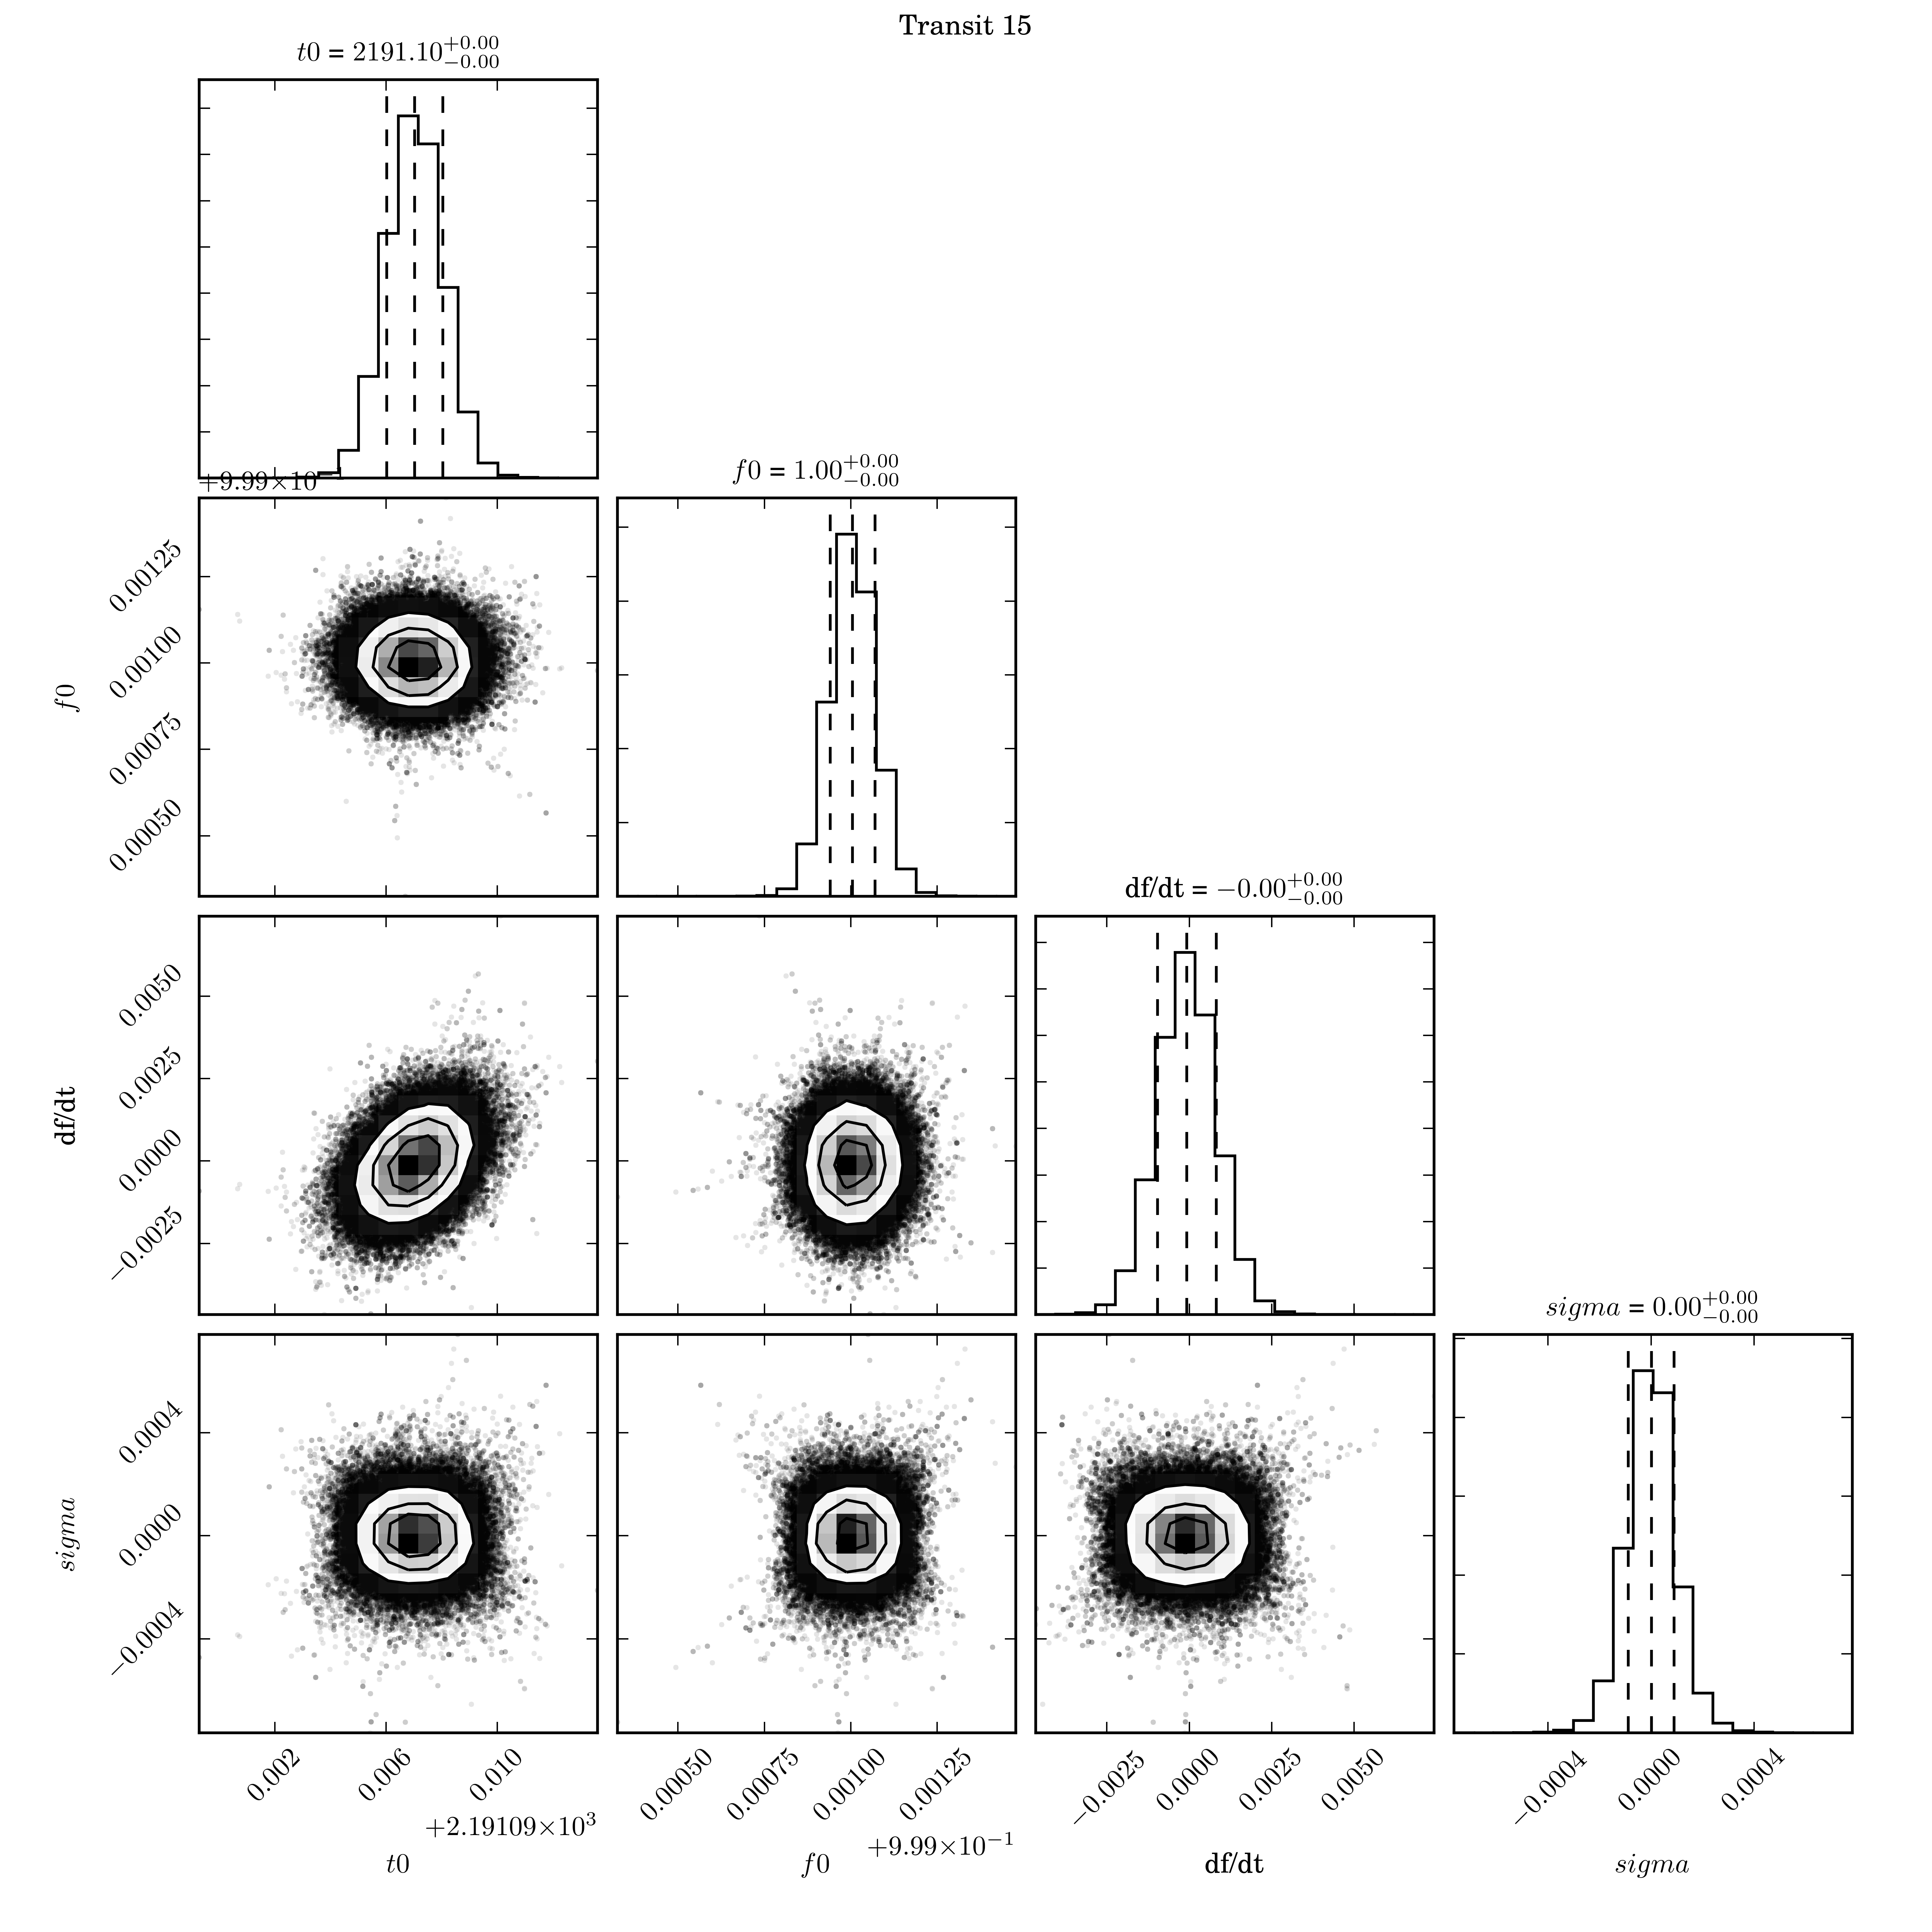 Transit 15
t0 = 2191.10+0.00 −0.00
+9.99×10
f0 = 1.00+0.00 −0.00
0.00125
0.00100
0.00075
0.00050
f0
df/dt = −0.00+0.00 −0.00
0.0050
0.0025
0.0000
−0.0025
df/dt
sigma = 0.00+0.00 −0.00
0.0004
0.0000
−0.0004
sigma
0.002 0.006 0.010 0.00050 0.00075 0.00100 0.00125 −0.0025 0.0000 0.0025 0.0050 −0.0004 0.0000 0.0004
+2.19109×10³ +9.99×10⁻¹
t0 f0 df/dt sigma